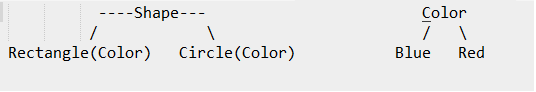 ----Shape---          Color
/            \                         /   \
Rectangle(Color)   Circle(Color)          Blue   Red